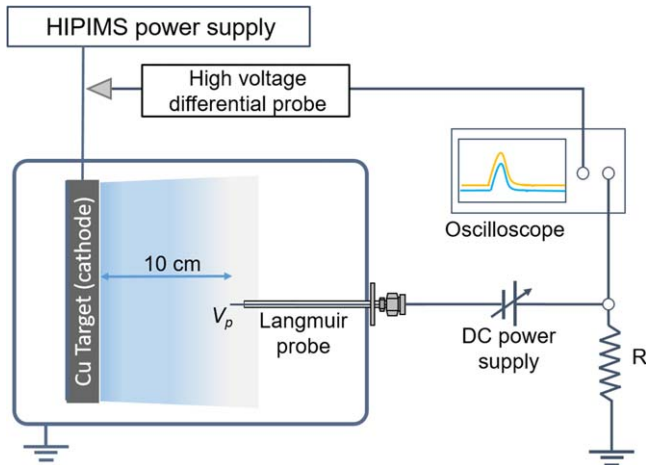 HIPIMS power supply
High voltage
differential probe
Oscilloscope
Cu Target (cathode)
10 cm
Vp
Langmuir
probe
DC power
supply
R